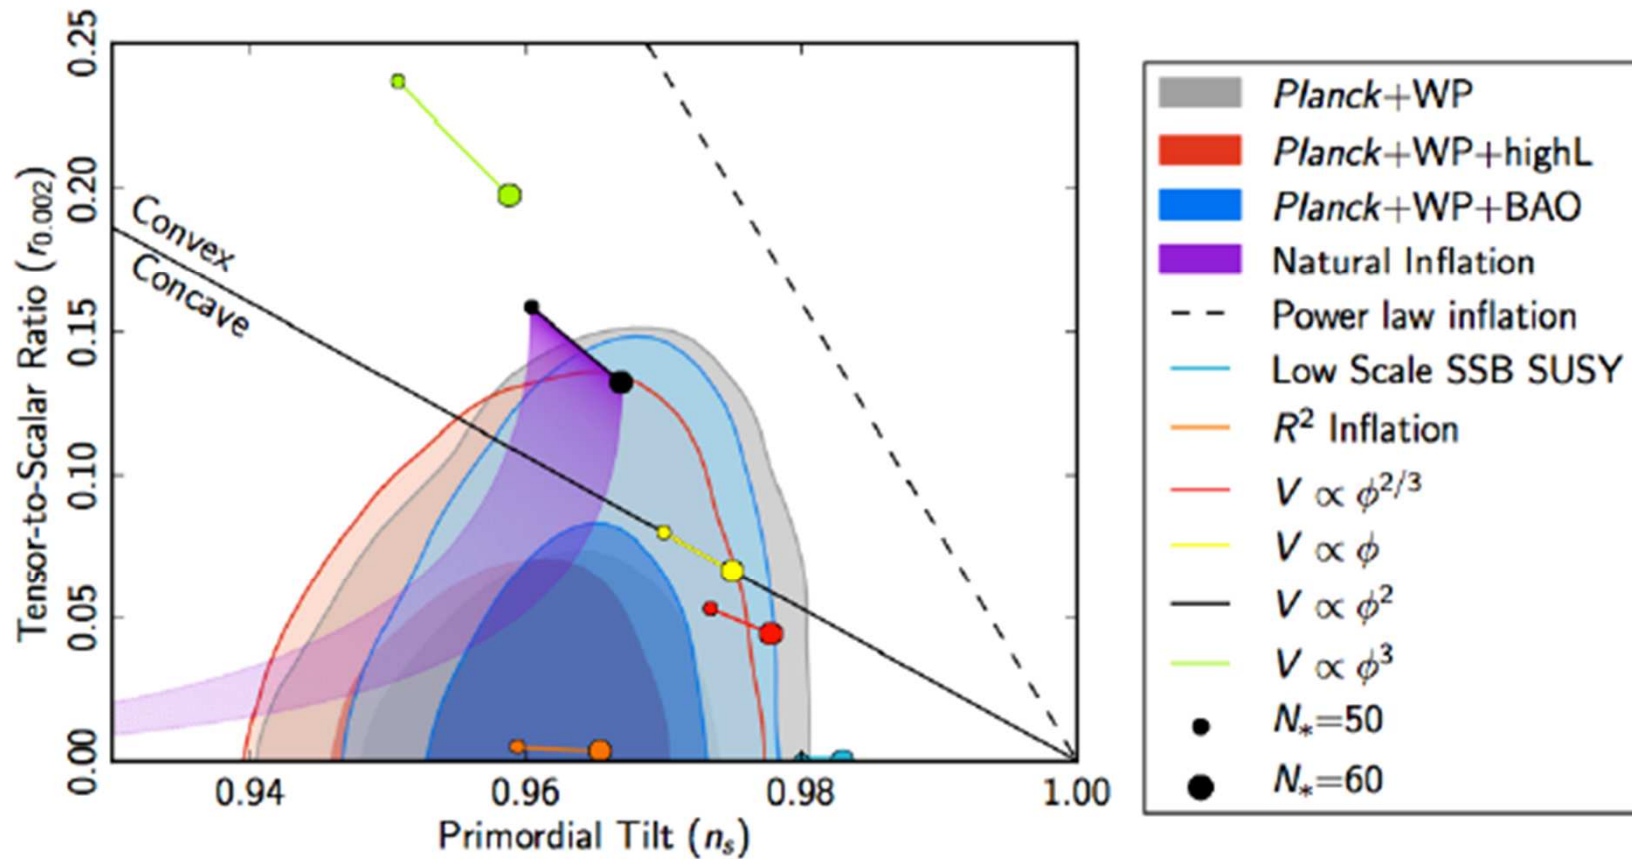 Tensor-to-Scalar Ratio (r0.002)
0.25
0.20
0.15
0.10
0.05
0.00
Convex
Concave
0.94 0.96 0.98 1.00
Primordial Tilt (ns)
Planck+WP
Planck+WP+highL
Planck+WP+BAO
Natural Inflation
Power law inflation
Low Scale SSB SUSY
R² Inflation
V ∝ ϕ²ᐟ³
V ∝ ϕ
V ∝ ϕ²
V ∝ ϕ³
N*=50
N*=60